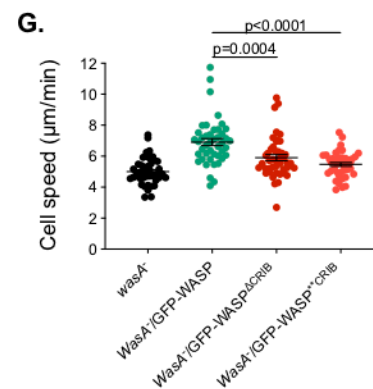 G.
p<0.0001
p=0.0004
Cell speed (µm/min)
12
10
8
6
4
2
0
wasA-
WasA-/GFP-WASP
WasA-/GFP-WASPΔCRIB
WasA-/GFP-WASP**CRIB